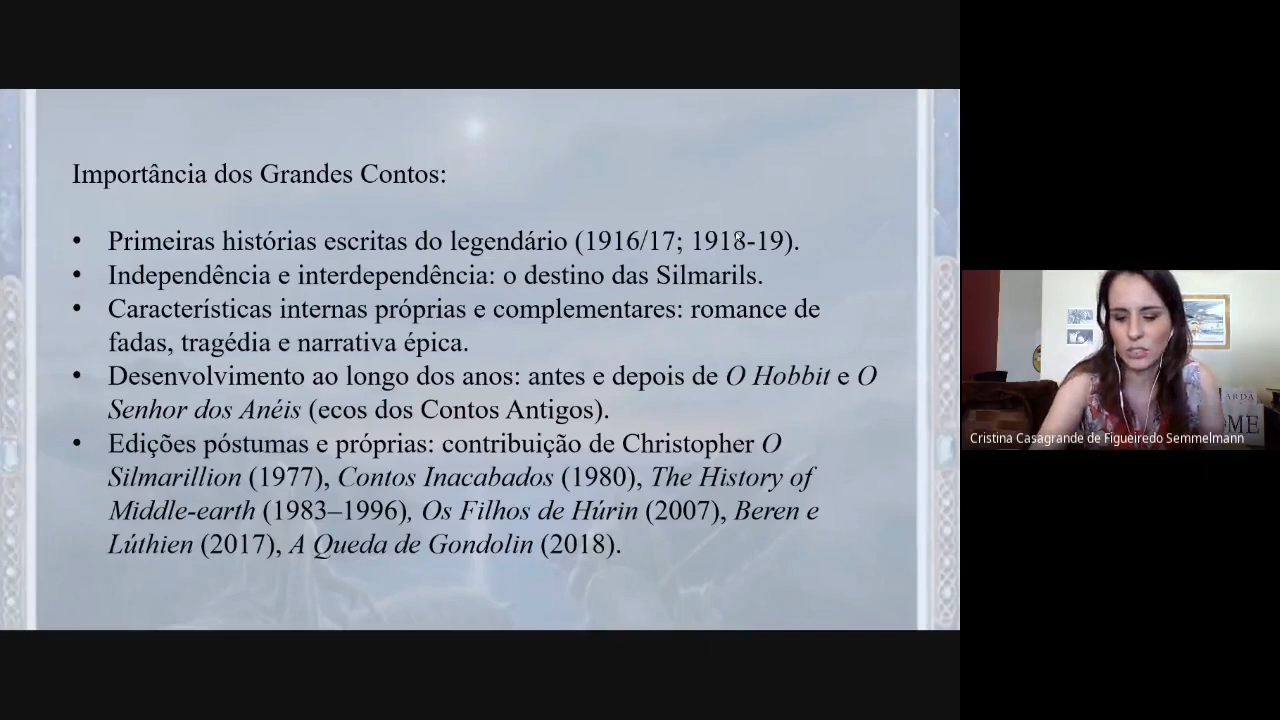 Importância dos Grandes Contos:
• Primeiras histórias escritas do legendário (1916/17; 1918-19).
• Independência e interdependência: o destino das Silmarils.
• Características internas próprias e complementares: romance de
fadas, tragédia e narrativa épica.
• Desenvolvimento ao longo dos anos: antes e depois de O Hobbit e O
Senhor dos Anéis (ecos dos Contos Antigos).
• Edições póstumas e próprias: contribuição de Christopher O
Silmarillion (1977), Contos Inacabados (1980), The History of
Middle-earth (1983–1996), Os Filhos de Húrin (2007), Beren e
Lúthien (2017), A Queda de Gondolin (2018).
ARDA
OME
Cristina Casagrande de Figueiredo Semmelmann